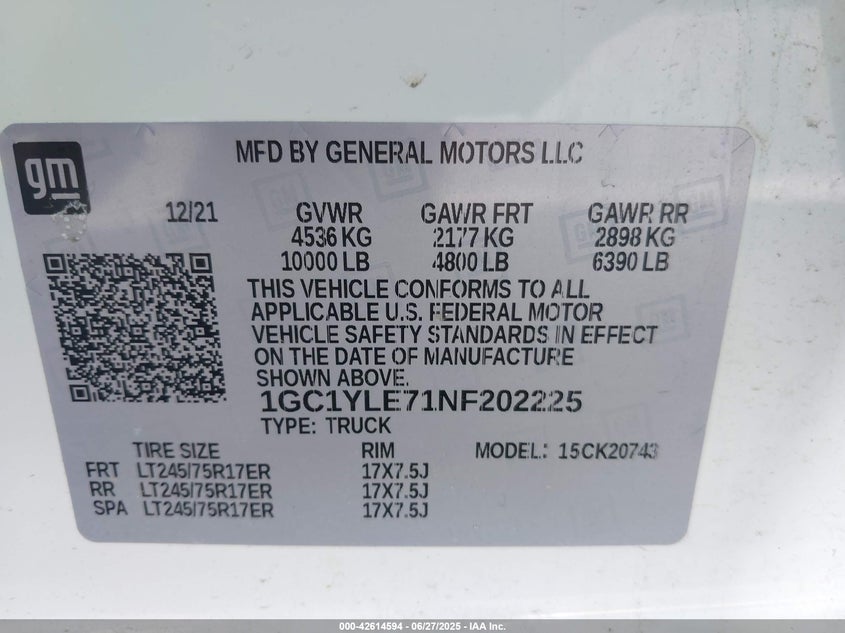 gm
MFD BY GENERAL MOTORS LLC
12/21 GVWR GAWR FRT GAWR RR
4536 KG 2177 KG 2898 KG
10000 LB 4800 LB 6390 LB
THIS VEHICLE CONFORMS TO ALL
APPLICABLE U.S. FEDERAL MOTOR
VEHICLE SAFETY STANDARDS IN EFFECT
ON THE DATE OF MANUFACTURE
SHOWN ABOVE.
1GC1YLE71NF202225
TYPE: TRUCK
TIRE SIZE RIM MODEL: 15CK20743
FRT LT245/75R17ER 17X7.5J
RR LT245/75R17ER 17X7.5J
SPA LT245/75R17ER 17X7.5J
000-42614594 - 06/27/2025 - IAA Inc.